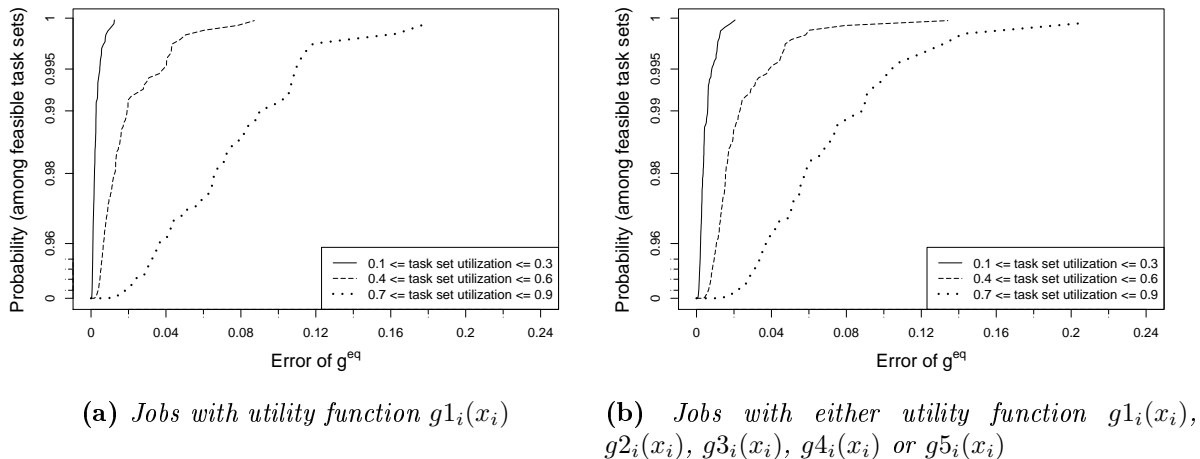 Probability (among feasible task sets)
1
0.995
0.99
0.98
0.96
0
0.1 <= task set utilization <= 0.3
0.4 <= task set utilization <= 0.6
0.7 <= task set utilization <= 0.9
0 0.04 0.08 0.12 0.16 0.2 0.24
Error of g^eq
(a) Jobs with utility function g1_i(x_i)
Probability (among feasible task sets)
1
0.995
0.99
0.98
0.96
0
0.1 <= task set utilization <= 0.3
0.4 <= task set utilization <= 0.6
0.7 <= task set utilization <= 0.9
0 0.04 0.08 0.12 0.16 0.2 0.24
Error of g^eq
(b) Jobs with either utility function g1_i(x_i),
g2_i(x_i), g3_i(x_i), g4_i(x_i) or g5_i(x_i)